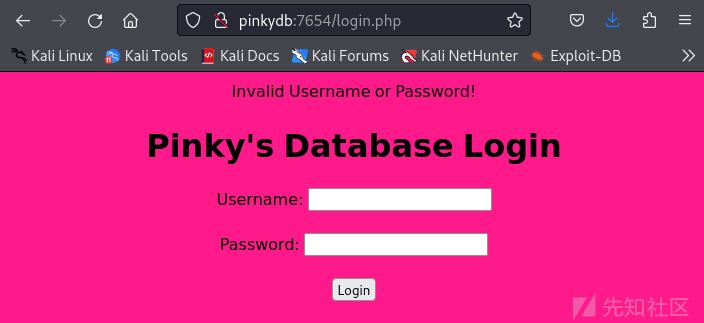 pinkydb:7654/login.php
Kali Linux Kali Tools Kali Docs Kali Forums Kali NetHunter Exploit-DB
Invalid Username or Password!
Pinky's Database Login
Username:
Password:
Login
先知社区